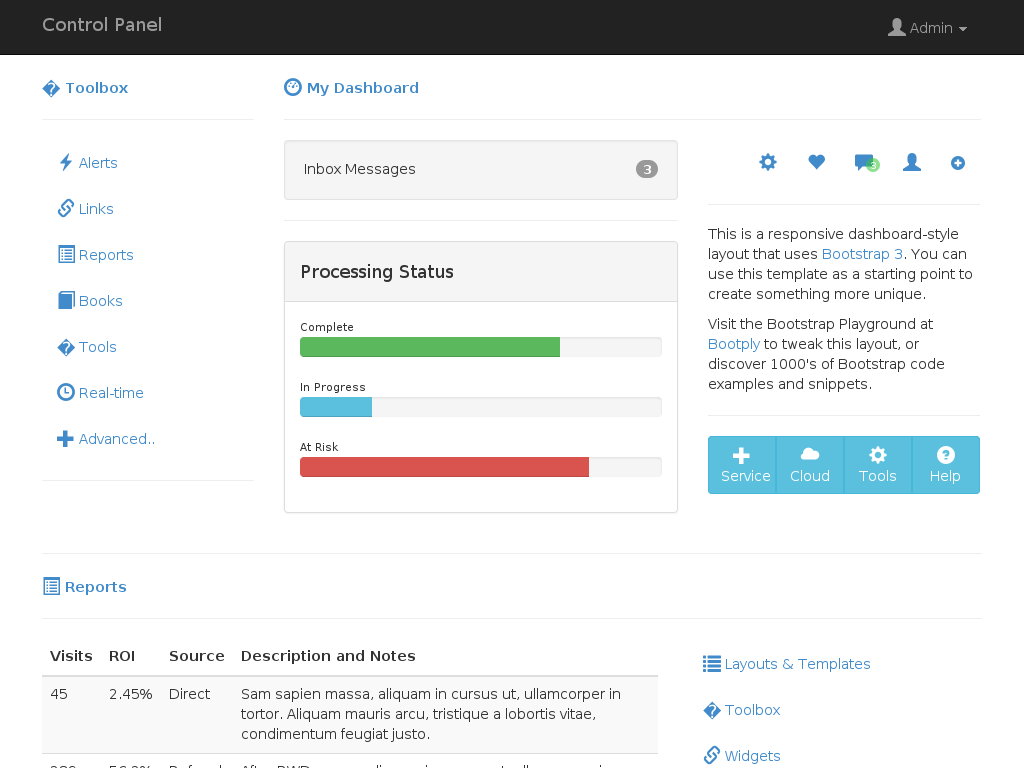 Control Panel
Admin
Toolbox
My Dashboard
Alerts
Links
Reports
Books
Tools
Real-time
Advanced..
Inbox Messages 3
Processing Status
Complete
In Progress
At Risk
3
This is a responsive dashboard-style
layout that uses Bootstrap 3. You can
use this template as a starting point to
create something more unique.
Visit the Bootstrap Playground at
Bootply to tweak this layout, or
discover 1000's of Bootstrap code
examples and snippets.
Service Cloud Tools Help
Reports
Visits ROI Source Description and Notes
45 2.45% Direct Sam sapien massa, aliquam in cursus ut, ullamcorper in
tortor. Aliquam mauris arcu, tristique a lobortis vitae,
condimentum feugiat justo.
Layouts & Templates
Toolbox
Widgets